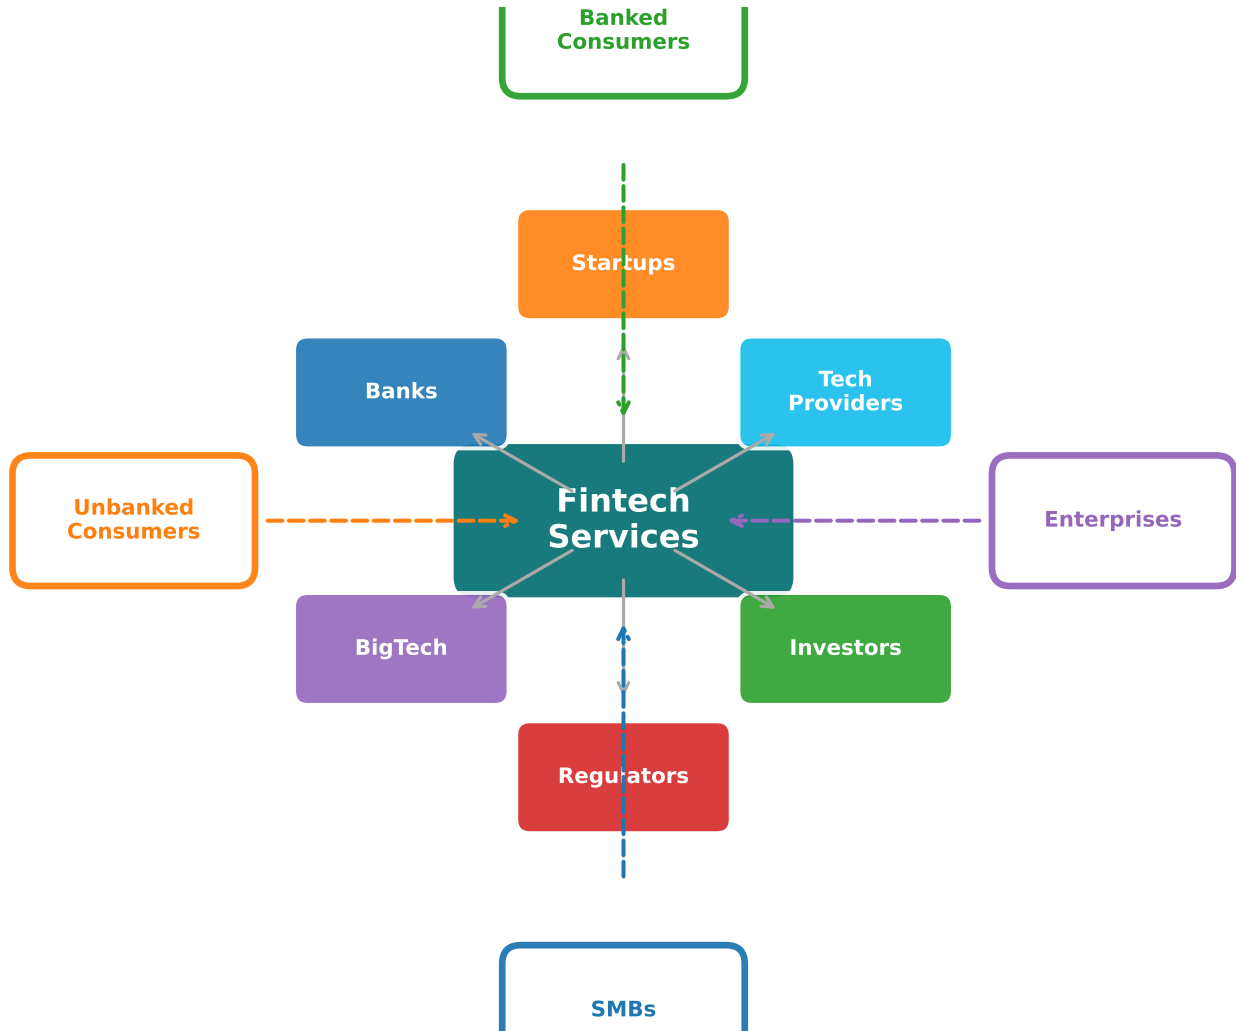 Banked
Consumers
Startups
Banks
Tech
Providers
Unbanked
Consumers
Fintech
Services
Enterprises
BigTech
Investors
Regulators
SMBs